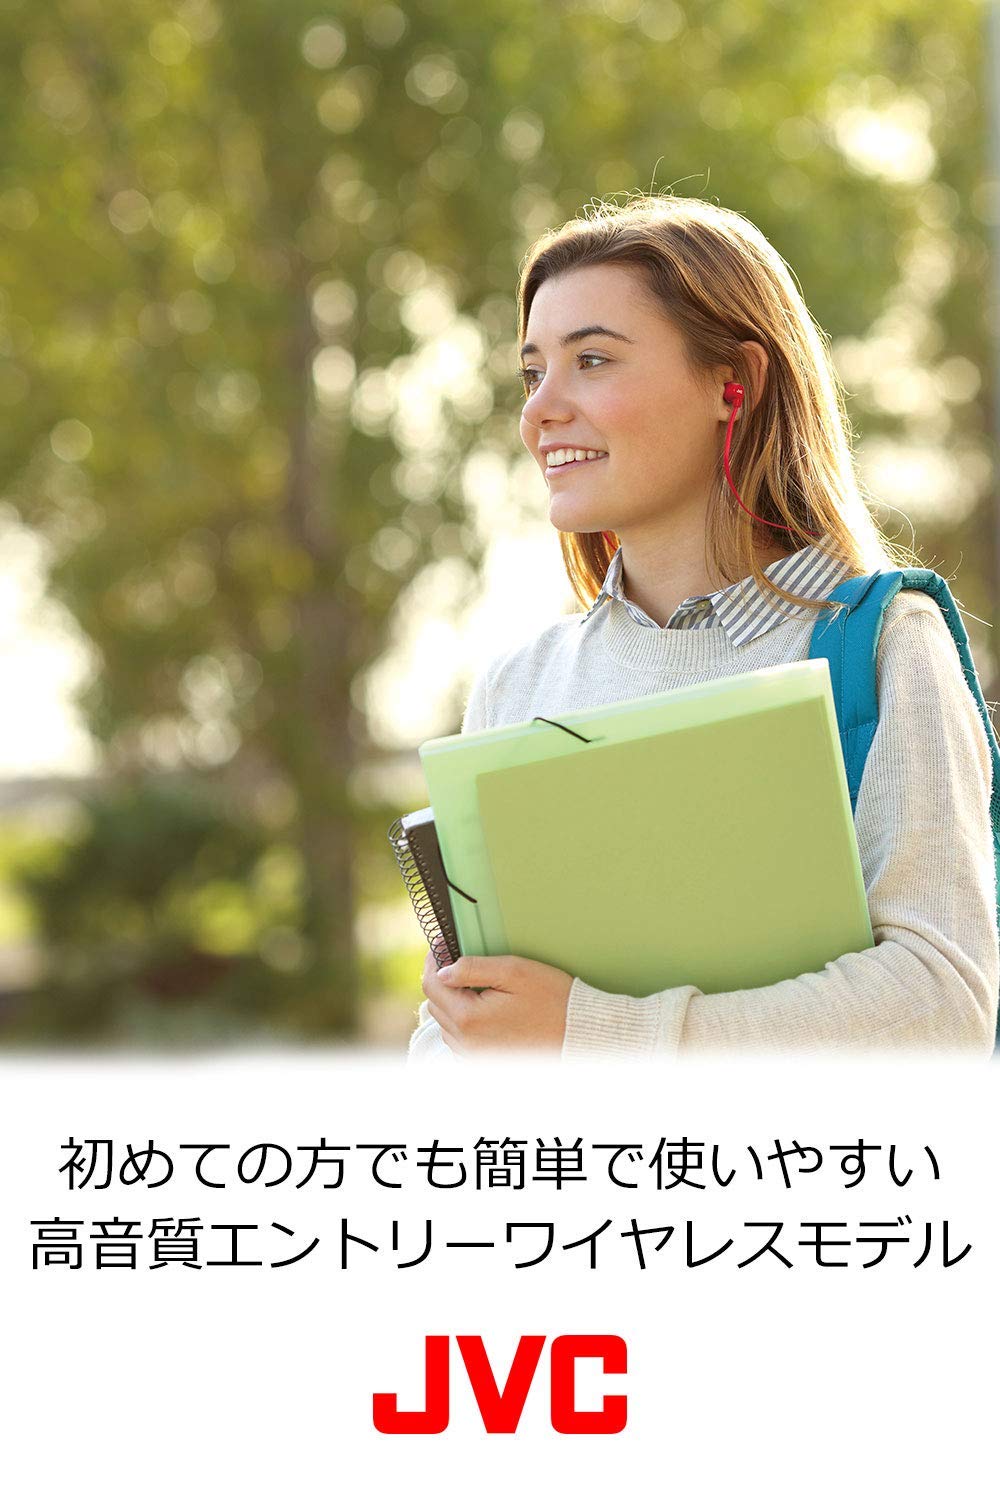 初めての方でも簡単で使いやすい
高音質エントリーワイヤレスモデル
JVC